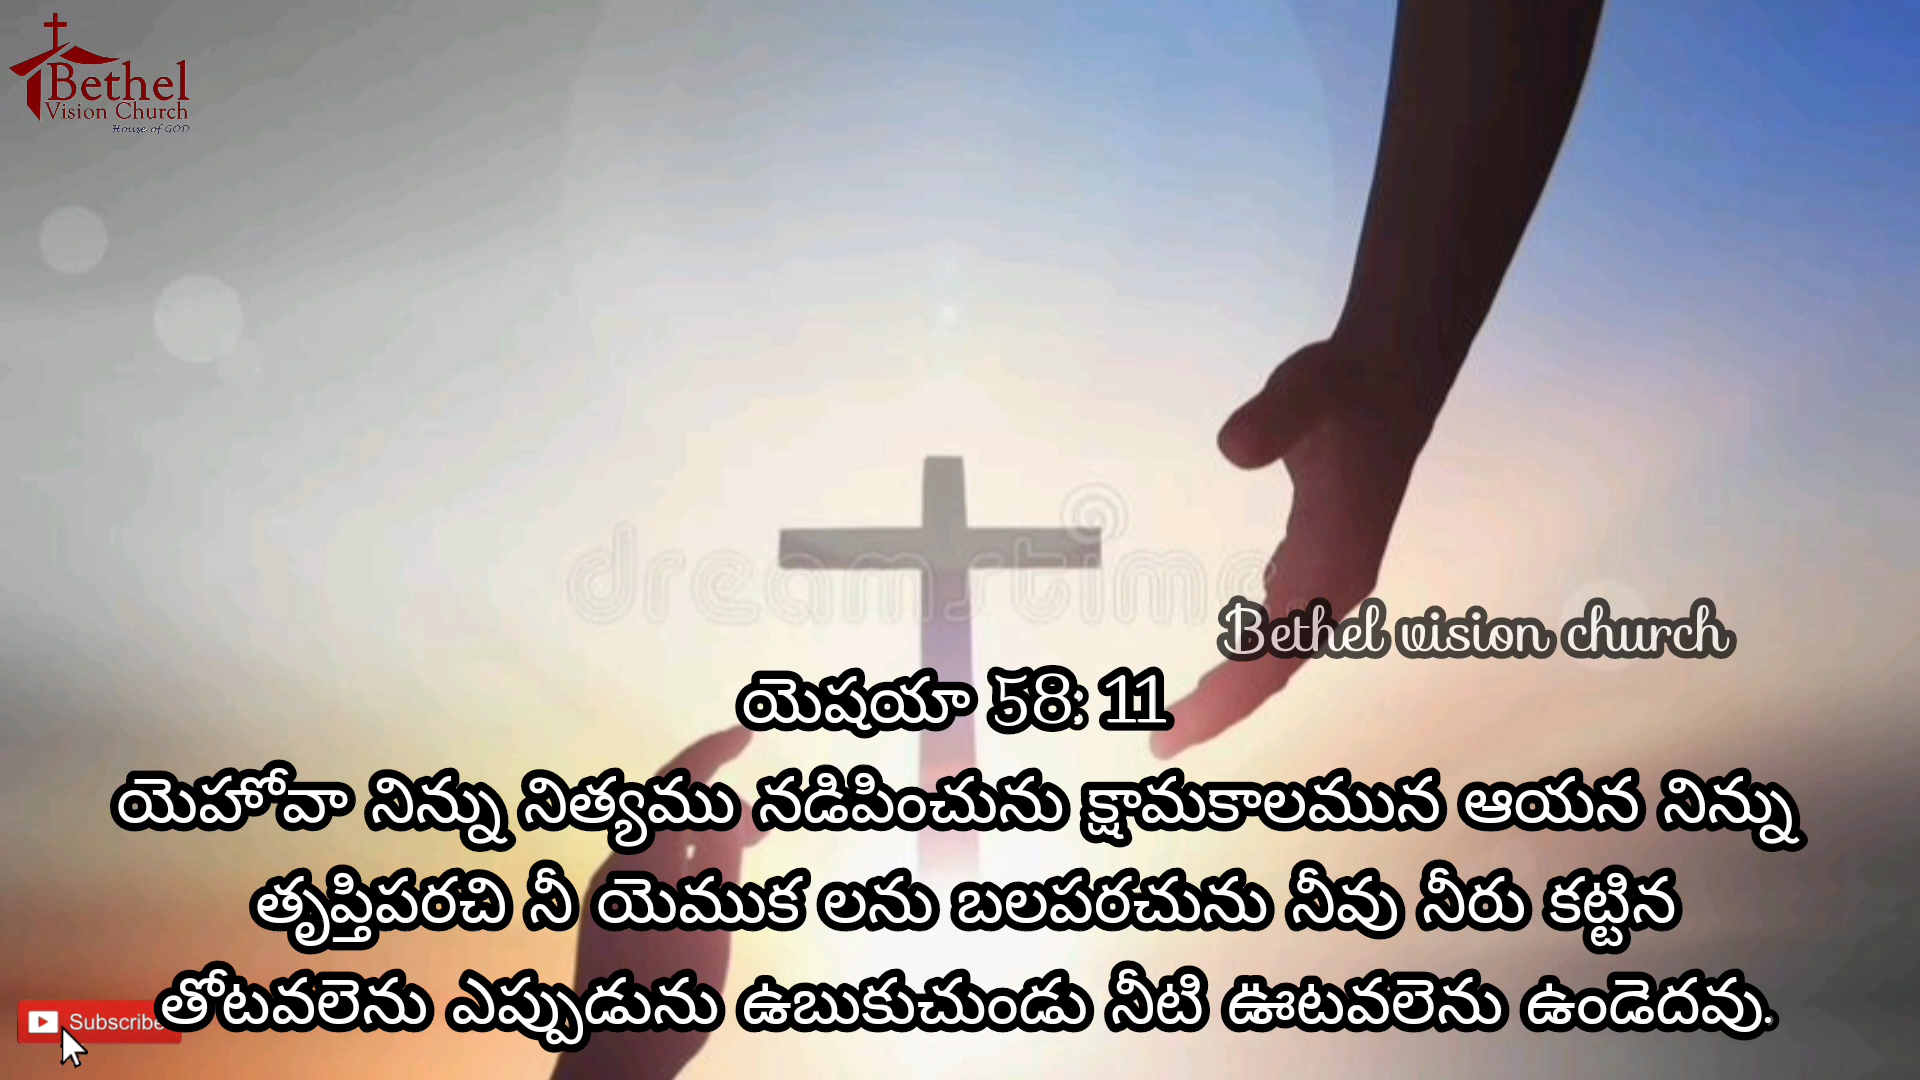 Bethel
Vision Church
House of GOD
dreamstime
Bethel vision church
యెషయా 58: 11
యెహోవా నిన్ను నిత్యము నడిపించును క్షామకాలమున ఆయన నిన్ను
తృప్తిపరచి నీ యెముక లను బలపరచును నీవు నీరు కట్టిన
తోటవలెను ఎప్పుడును ఉబుకుచుండు నీటి ఊటవలెను ఉండెదవు.
Subscribe